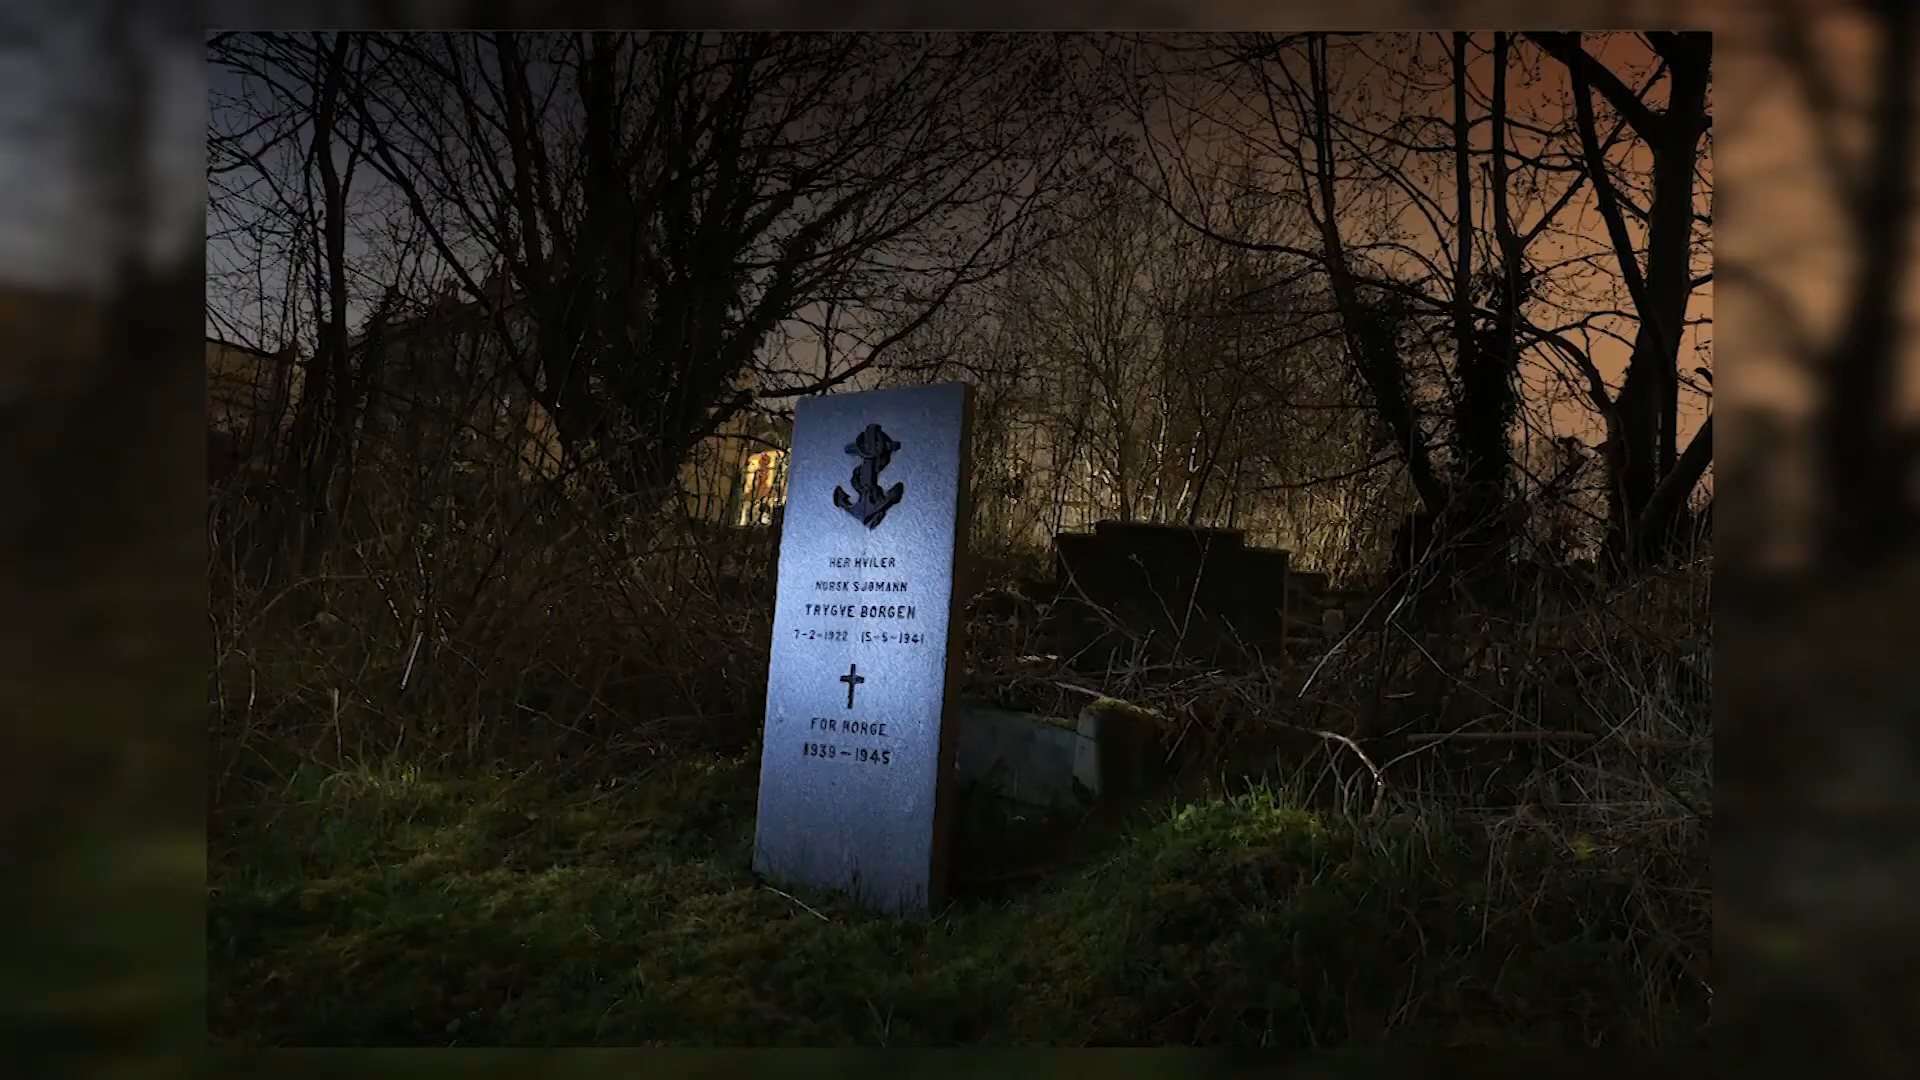 HER HVILER
NORSK SJØMANN
TRYGVE BORGEN
7-2-1922 15-5-1941
FOR NORGE
1939-1945